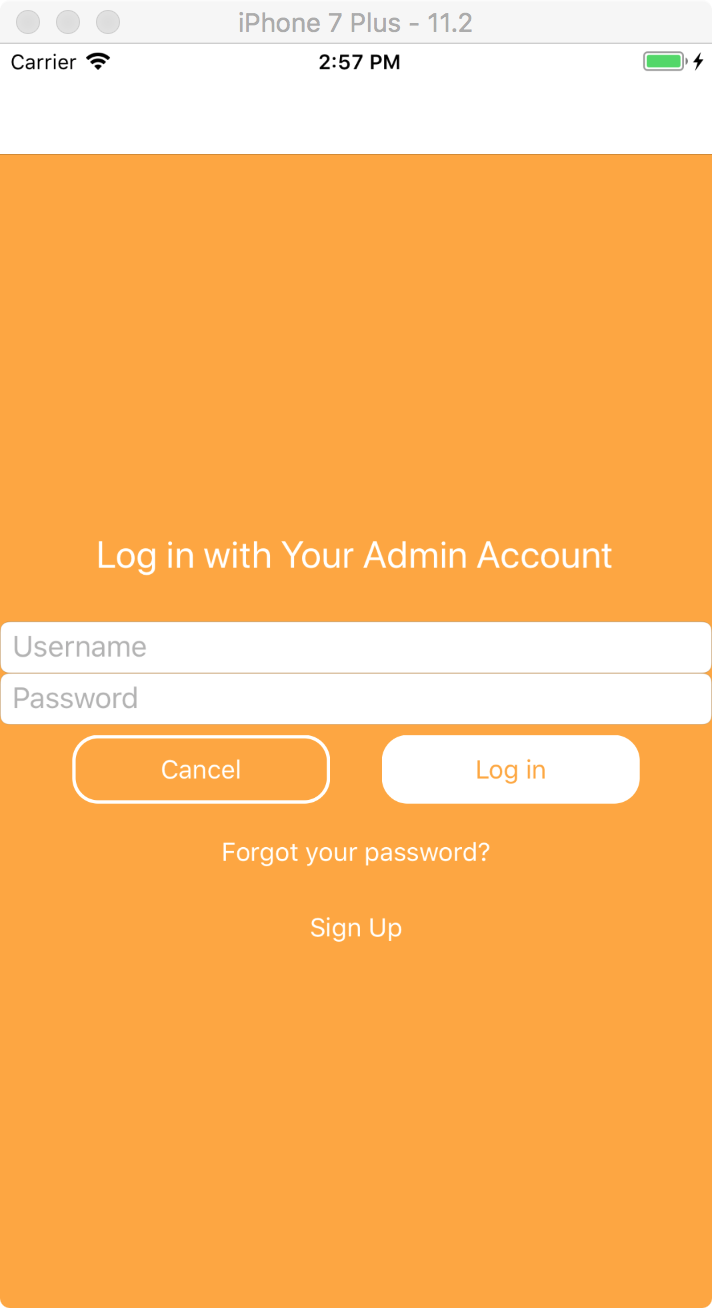 iPhone 7 Plus - 11.2
Carrier 2:57 PM
Log in with Your Admin Account
Username
Password
Cancel Log in
Forgot your password?
Sign Up